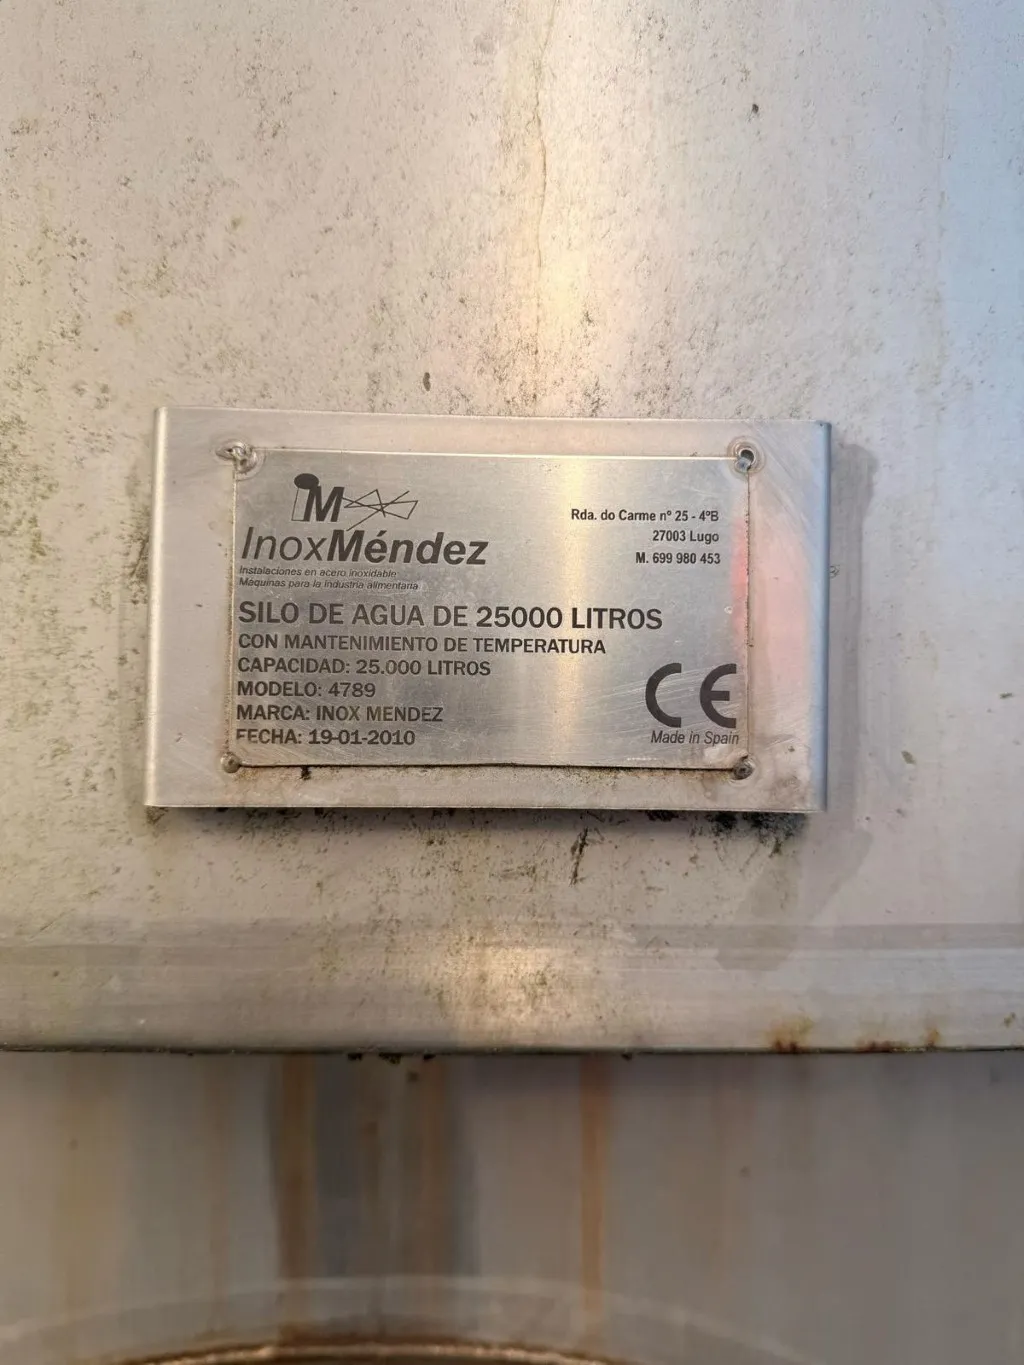 iM
InoxMéndez
Instalaciones en acero inoxidable
Maquinas para la industria alimentaria
Rda. do Carme nº 25 - 4ºB
27003 Lugo
M. 699 980 453
SILO DE AGUA DE 25000 LITROS
CON MANTENIMIENTO DE TEMPERATURA
CAPACIDAD: 25.000 LITROS
MODELO: 4789
MARCA: INOX MENDEZ
FECHA: 19-01-2010
CE
Made in Spain